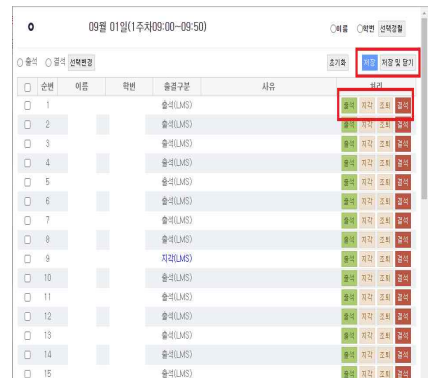 09월 01일(1주차09:00~09:50) ○이름 ○학번 선택정렬
○ 출석 ○ 결석 선택변경 초기화 저장 저장 및 닫기
순번 이름 학번 출결구분 사유 처리
1 출석(LMS) 출석 지각 조퇴 결석
2 출석(LMS) 출석 지각 조퇴 결석
3 출석(LMS) 출석 지각 조퇴 결석
4 출석(LMS) 출석 지각 조퇴 결석
5 출석(LMS) 출석 지각 조퇴 결석
6 출석(LMS) 출석 지각 조퇴 결석
7 출석(LMS) 출석 지각 조퇴 결석
8 출석(LMS) 출석 지각 조퇴 결석
9 지각(LMS) 출석 지각 조퇴 결석
10 출석(LMS) 출석 지각 조퇴 결석
11 출석(LMS) 출석 지각 조퇴 결석
12 출석(LMS) 출석 지각 조퇴 결석
13 출석(LMS) 출석 지각 조퇴 결석
14 출석(LMS) 출석 지각 조퇴 결석
15 출석(LMS) 출석 지각 조퇴 결석